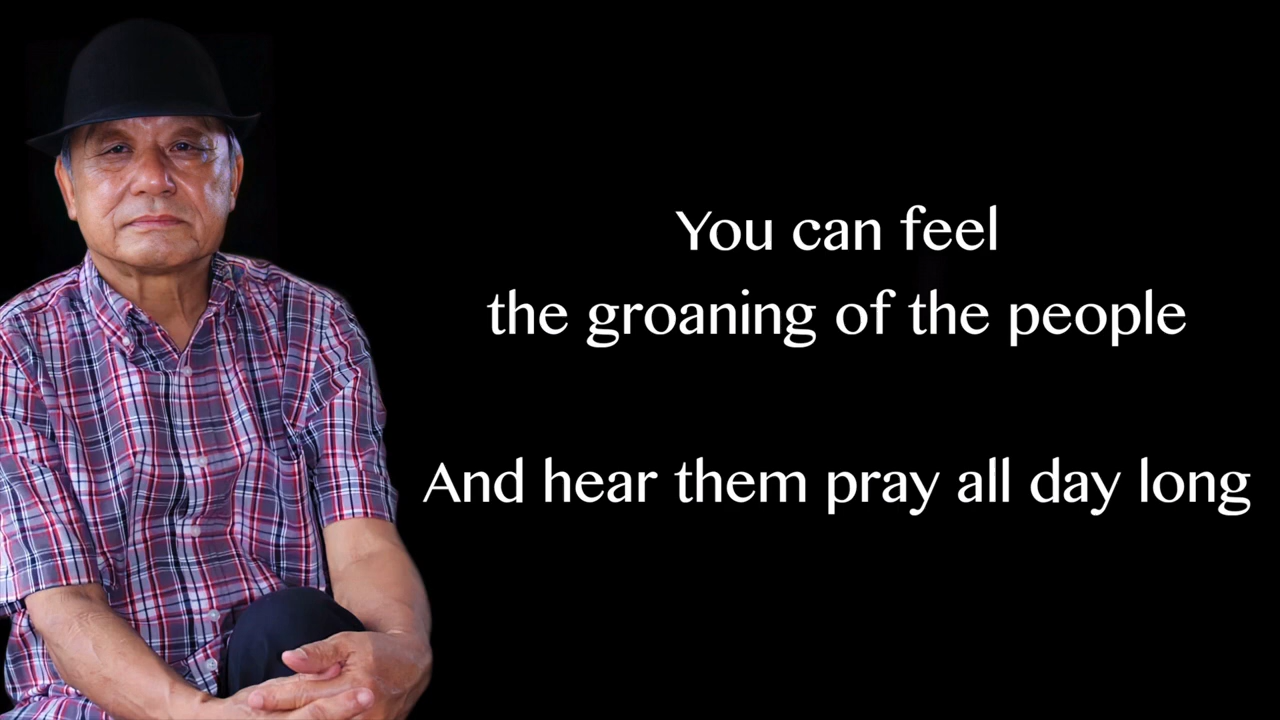 You can feel
the groaning of the people
And hear them pray all day long